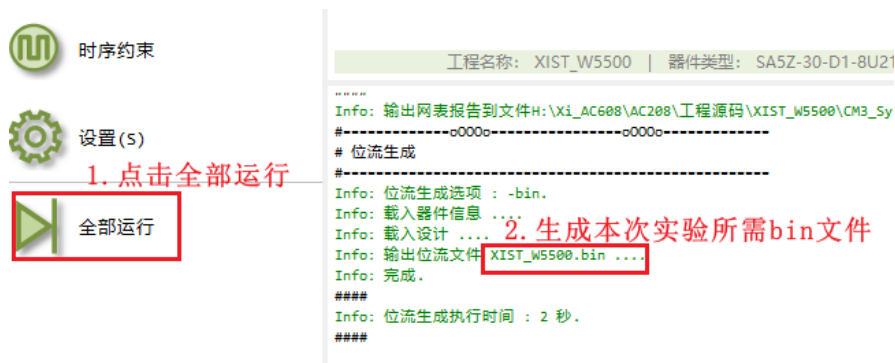 时序约束
设置(S)
1.点击全部运行
全部运行
工程名称: XIST_W5500 | 器件类型: SA5Z-30-D1-8U21
""""
Info: 输出网表报告到文件H:\Xi_AC608\AC208\工程源码\XIST_W5500\CM3_Sy
#-------------oOOOo-----------------oOOOo-------------
# 位流生成
#-----------------------------------------------------
Info: 位流生成选项 : -bin.
Info: 载入器件信息 ....
Info: 载入设计 ....
2.生成本次实验所需bin文件
Info: 输出位流文件 XIST_W5500.bin ....
Info: 完成.
####
Info: 位流生成执行时间 : 2 秒.
####